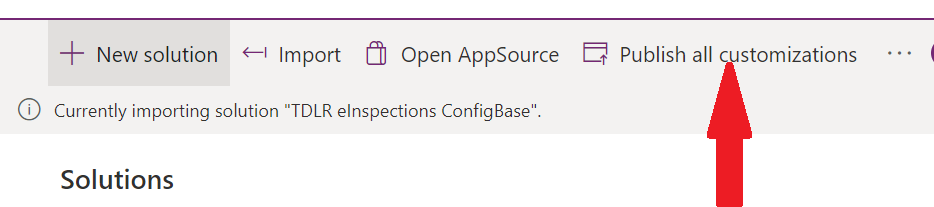 New solution Import Open AppSource Publish all customizations ...
Currently importing solution "TDLR eInspections ConfigBase".
Solutions